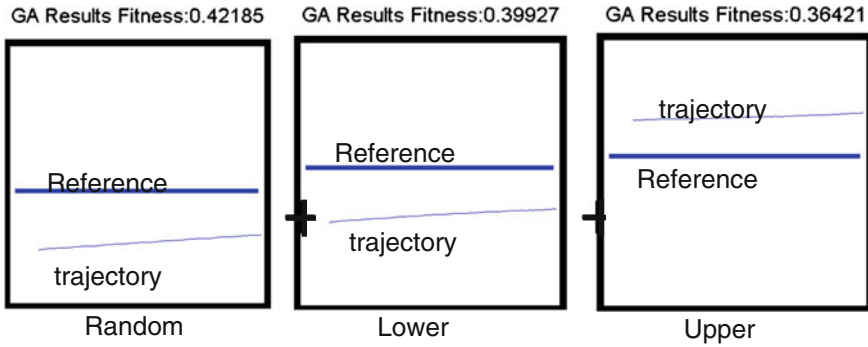 GA Results Fitness:0.42185
GA Results Fitness:0.39927
GA Results Fitness:0.36421
Reference
trajectory
Reference
trajectory
trajectory
Reference
Random
Lower
Upper